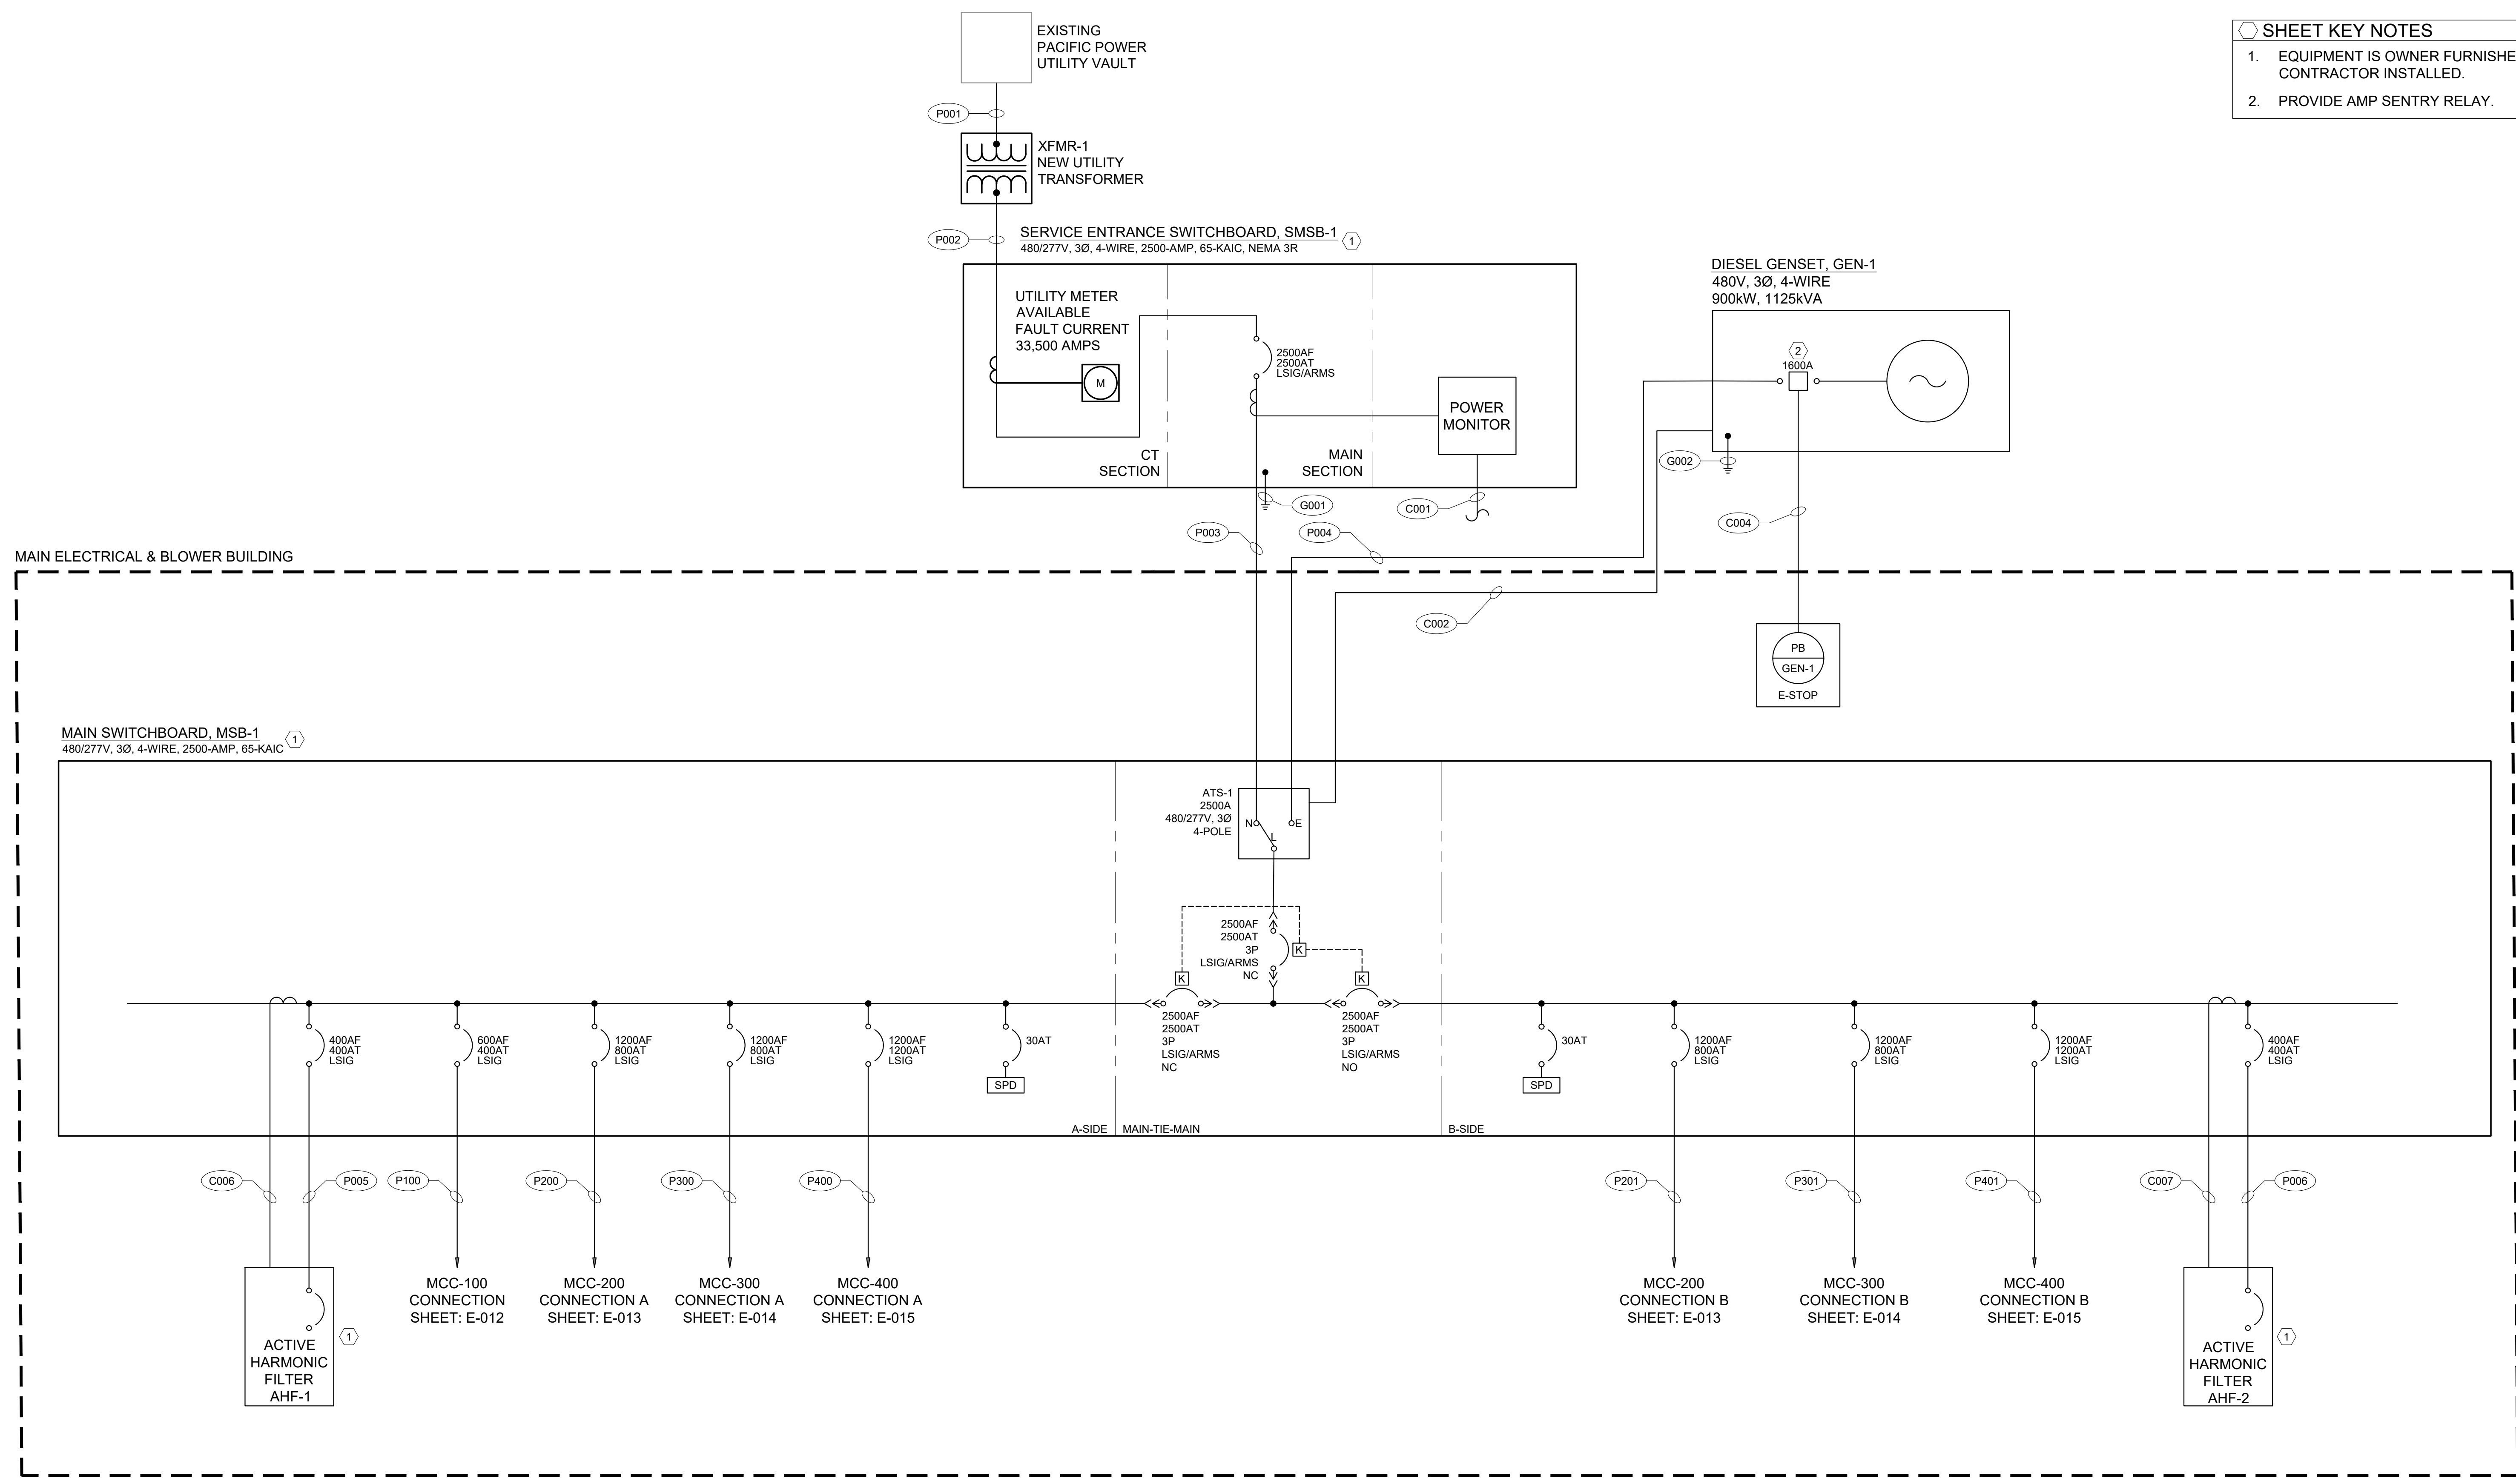 EXISTING
PACIFIC POWER
UTILITY VAULT
SHEET KEY NOTES
1. EQUIPMENT IS OWNER FURNISHE
CONTRACTOR INSTALLED.
2. PROVIDE AMP SENTRY RELAY.
P001
XFMR-1
NEW UTILITY
TRANSFORMER
P002
SERVICE ENTRANCE SWITCHBOARD, SMSB-1
1
480/277V, 3Ø, 4-WIRE, 2500-AMP, 65-KAIC, NEMA 3R
UTILITY METER
AVAILABLE
FAULT CURRENT
33,500 AMPS
M
2500AF
2500AT
LSIG/ARMS
POWER
MONITOR
CT
SECTION
MAIN
SECTION
DIESEL GENSET, GEN-1
480V, 3Ø, 4-WIRE
900kW, 1125kVA
2
1600A
G002
G001
C001
C004
P003
P004
MAIN ELECTRICAL & BLOWER BUILDING
C002
PB
GEN-1
E-STOP
MAIN SWITCHBOARD, MSB-1
1
480/277V, 3Ø, 4-WIRE, 2500-AMP, 65-KAIC
ATS-1
2500A
480/277V, 3Ø
4-POLE
N
E
L
2500AF
2500AT
3P
LSIG/ARMS
NC
K
K
K
400AF
400AT
LSIG
600AF
400AT
LSIG
1200AF
800AT
LSIG
1200AF
800AT
LSIG
1200AF
1200AT
LSIG
30AT
SPD
2500AF
2500AT
3P
LSIG/ARMS
NC
2500AF
2500AT
3P
LSIG/ARMS
NO
30AT
SPD
1200AF
800AT
LSIG
1200AF
800AT
LSIG
1200AF
1200AT
LSIG
400AF
400AT
LSIG
A-SIDE
MAIN-TIE-MAIN
B-SIDE
C006
P005
P100
P200
P300
P400
P201
P301
P401
C007
P006
MCC-100
CONNECTION
SHEET: E-012
MCC-200
CONNECTION A
SHEET: E-013
MCC-300
CONNECTION A
SHEET: E-014
MCC-400
CONNECTION A
SHEET: E-015
MCC-200
CONNECTION B
SHEET: E-013
MCC-300
CONNECTION B
SHEET: E-014
MCC-400
CONNECTION B
SHEET: E-015
ACTIVE
HARMONIC
FILTER
AHF-1
1
ACTIVE
HARMONIC
FILTER
AHF-2
1